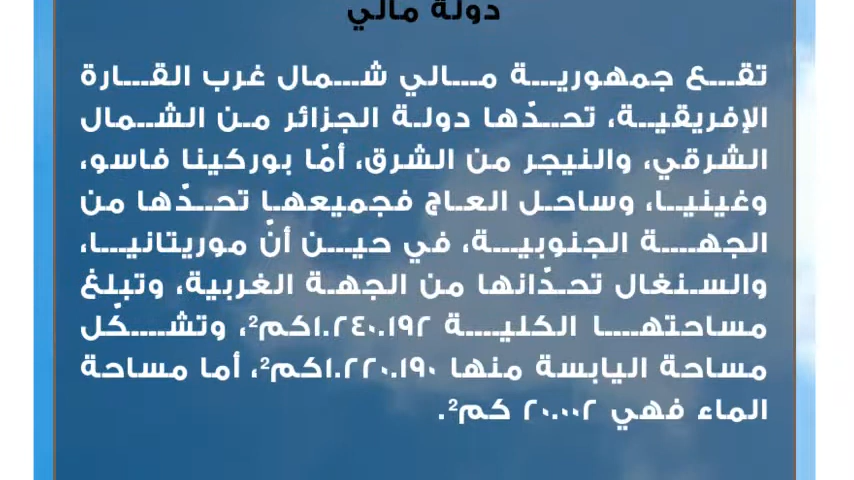 دولة مالي
تقع جمهورية مالي شمال غرب القارة
الإفريقية، تحدّها دولة الجزائر من الشمال
الشرقي، والنيجر من الشرق، أمّا بوركينا فاسو،
وغينيا، وساحل العاج فجميعها تحدّها من
الجهة الجنوبية، في حين أنّ موريتانيا،
والسنغال تحدّانها من الجهة الغربية، وتبلغ
مساحتها الكلية ١.٢٤٠.١٩٢كم²، وتشكّل
مساحة اليابسة منها ١.٢٢٠.١٩٠كم²، أما مساحة
الماء فهي ٢٠.٠٠٢ كم².